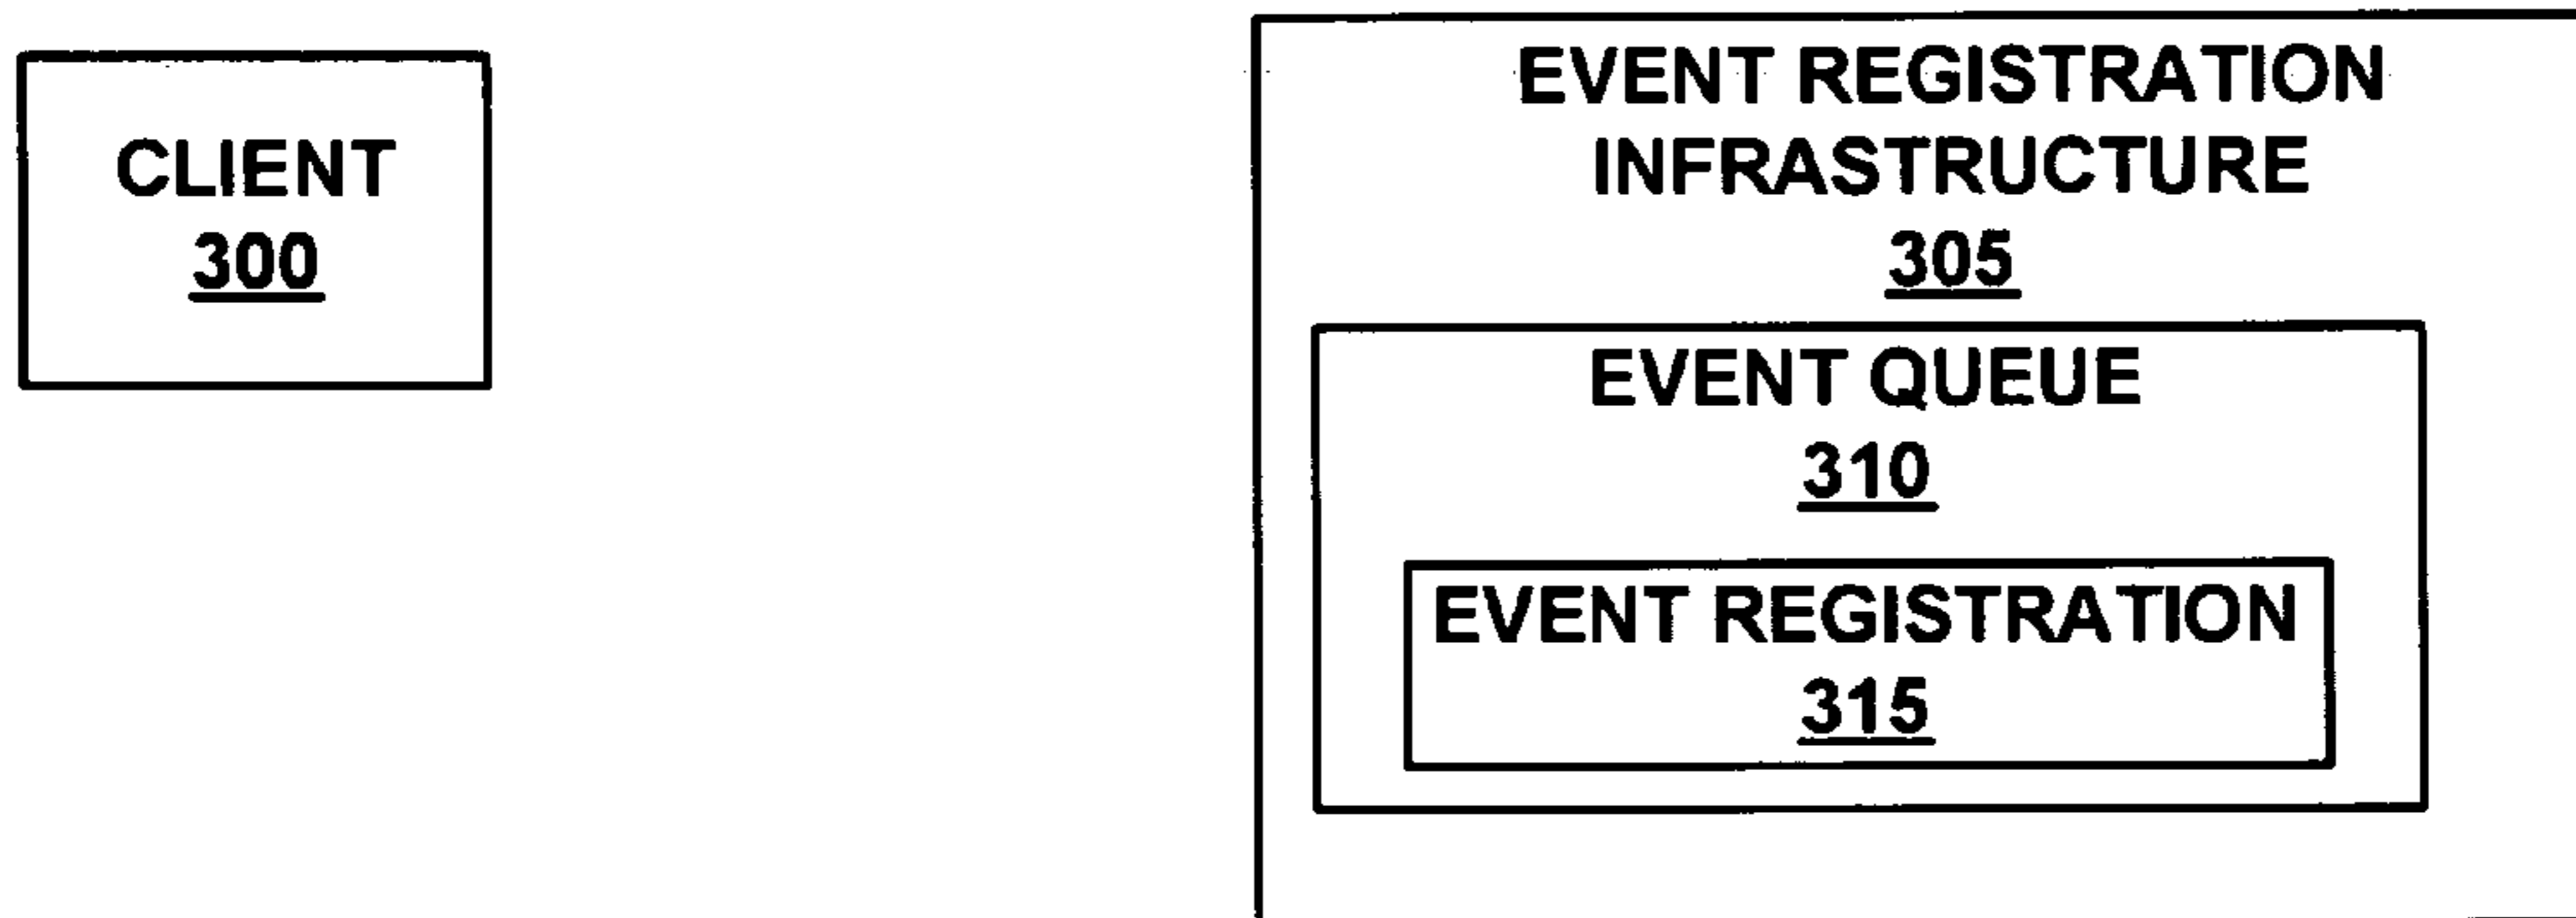 CLIENT
300
EVENT REGISTRATION
INFRASTRUCTURE
305
EVENT QUEUE
310
EVENT REGISTRATION
315